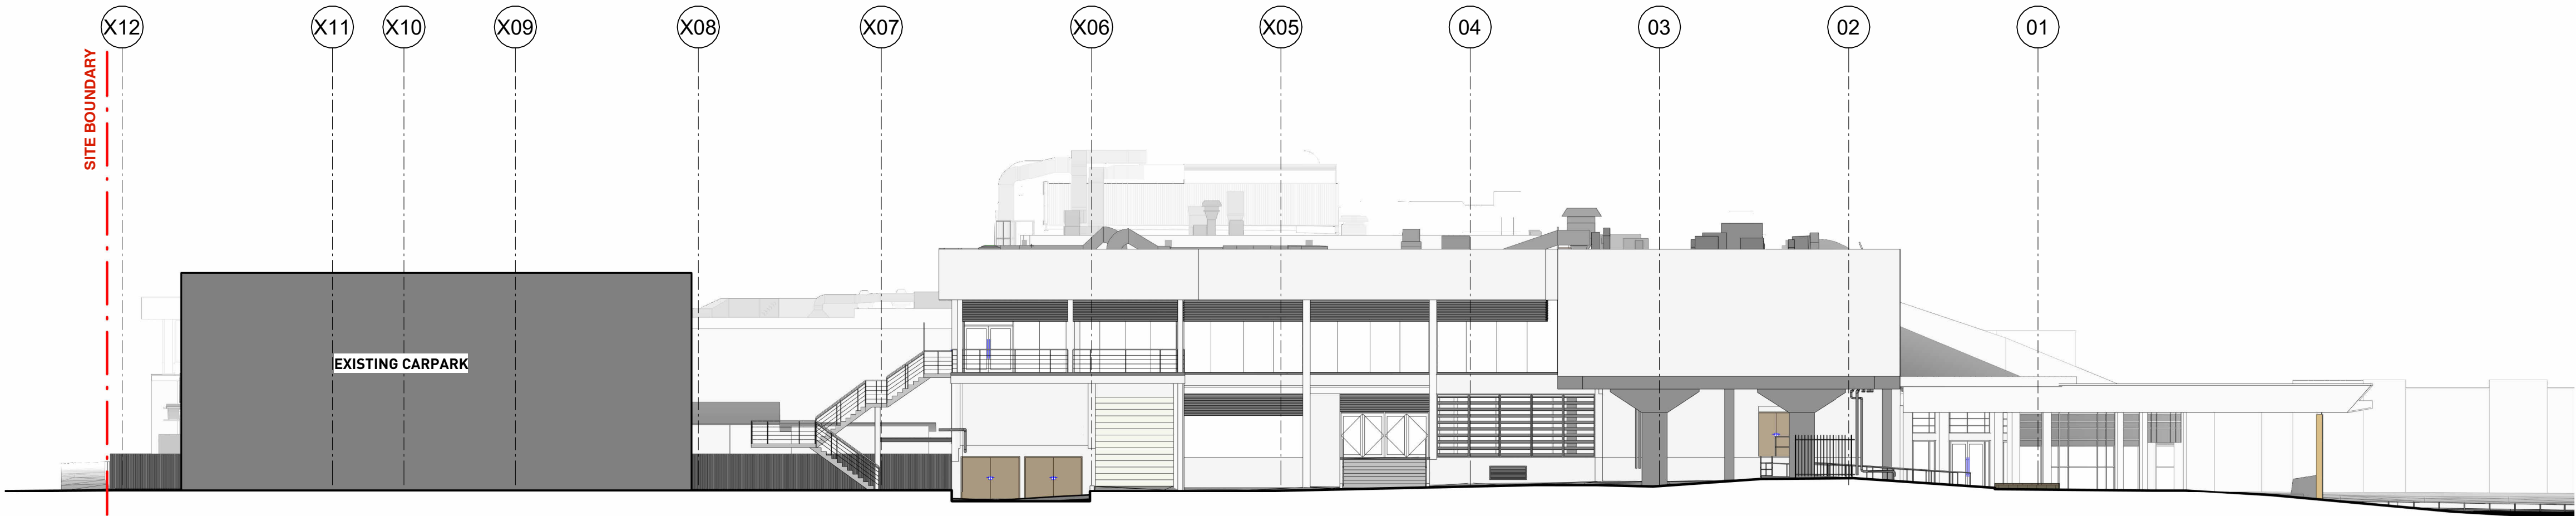 X12 X11 X10 X09 X08 X07 X06 X05 04 03 02 01
SITE BOUNDARY
EXISTING CARPARK